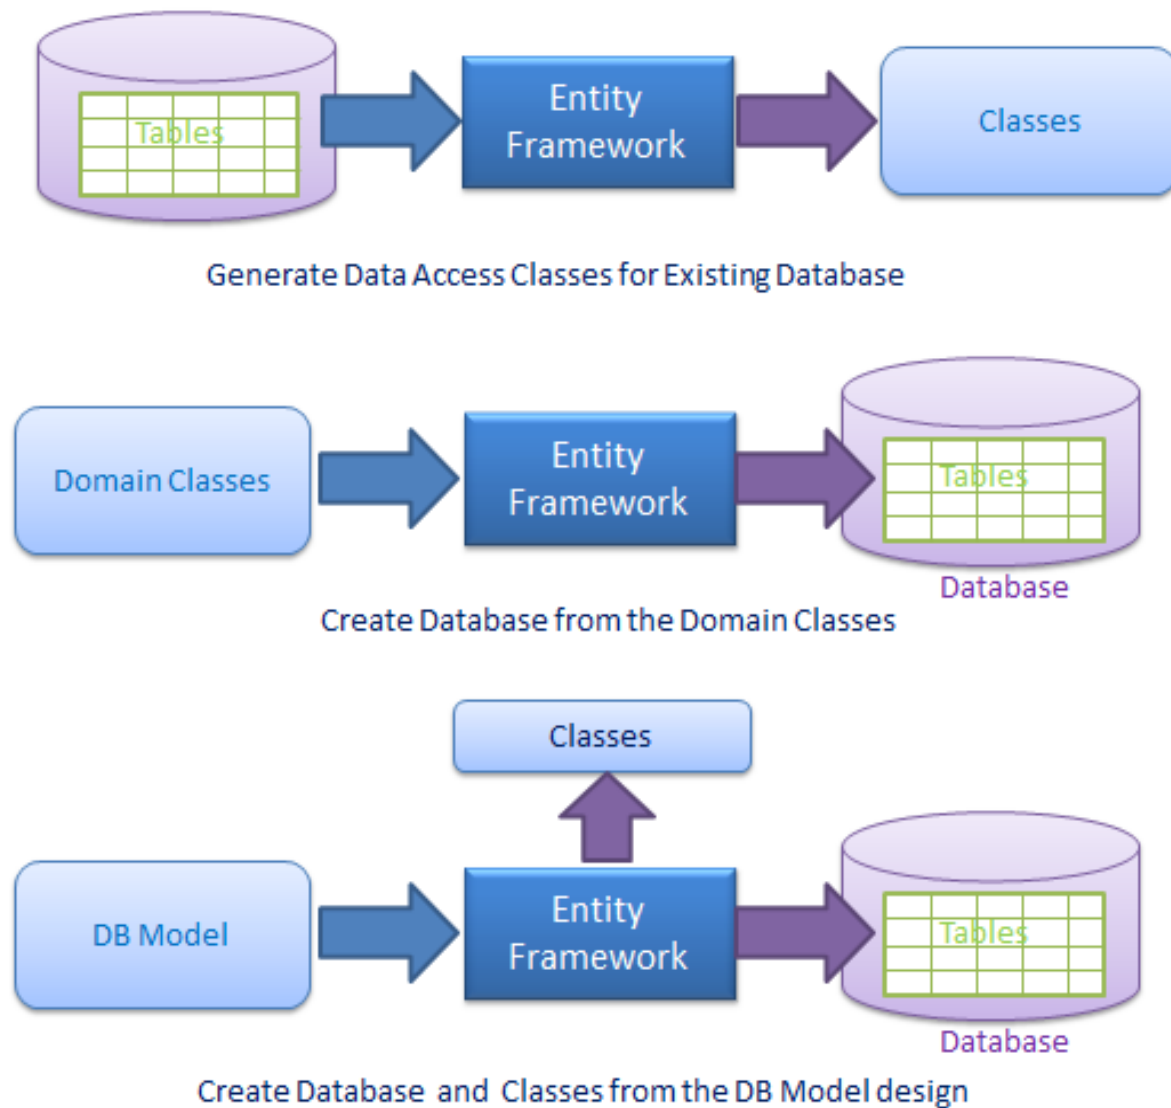 Tables
Entity
Framework
Classes
Generate Data Access Classes for Existing Database
Domain Classes
Entity
Framework
Tables
Database
Create Database from the Domain Classes
Classes
DB Model
Entity
Framework
Tables
Database
Create Database and Classes from the DB Model design